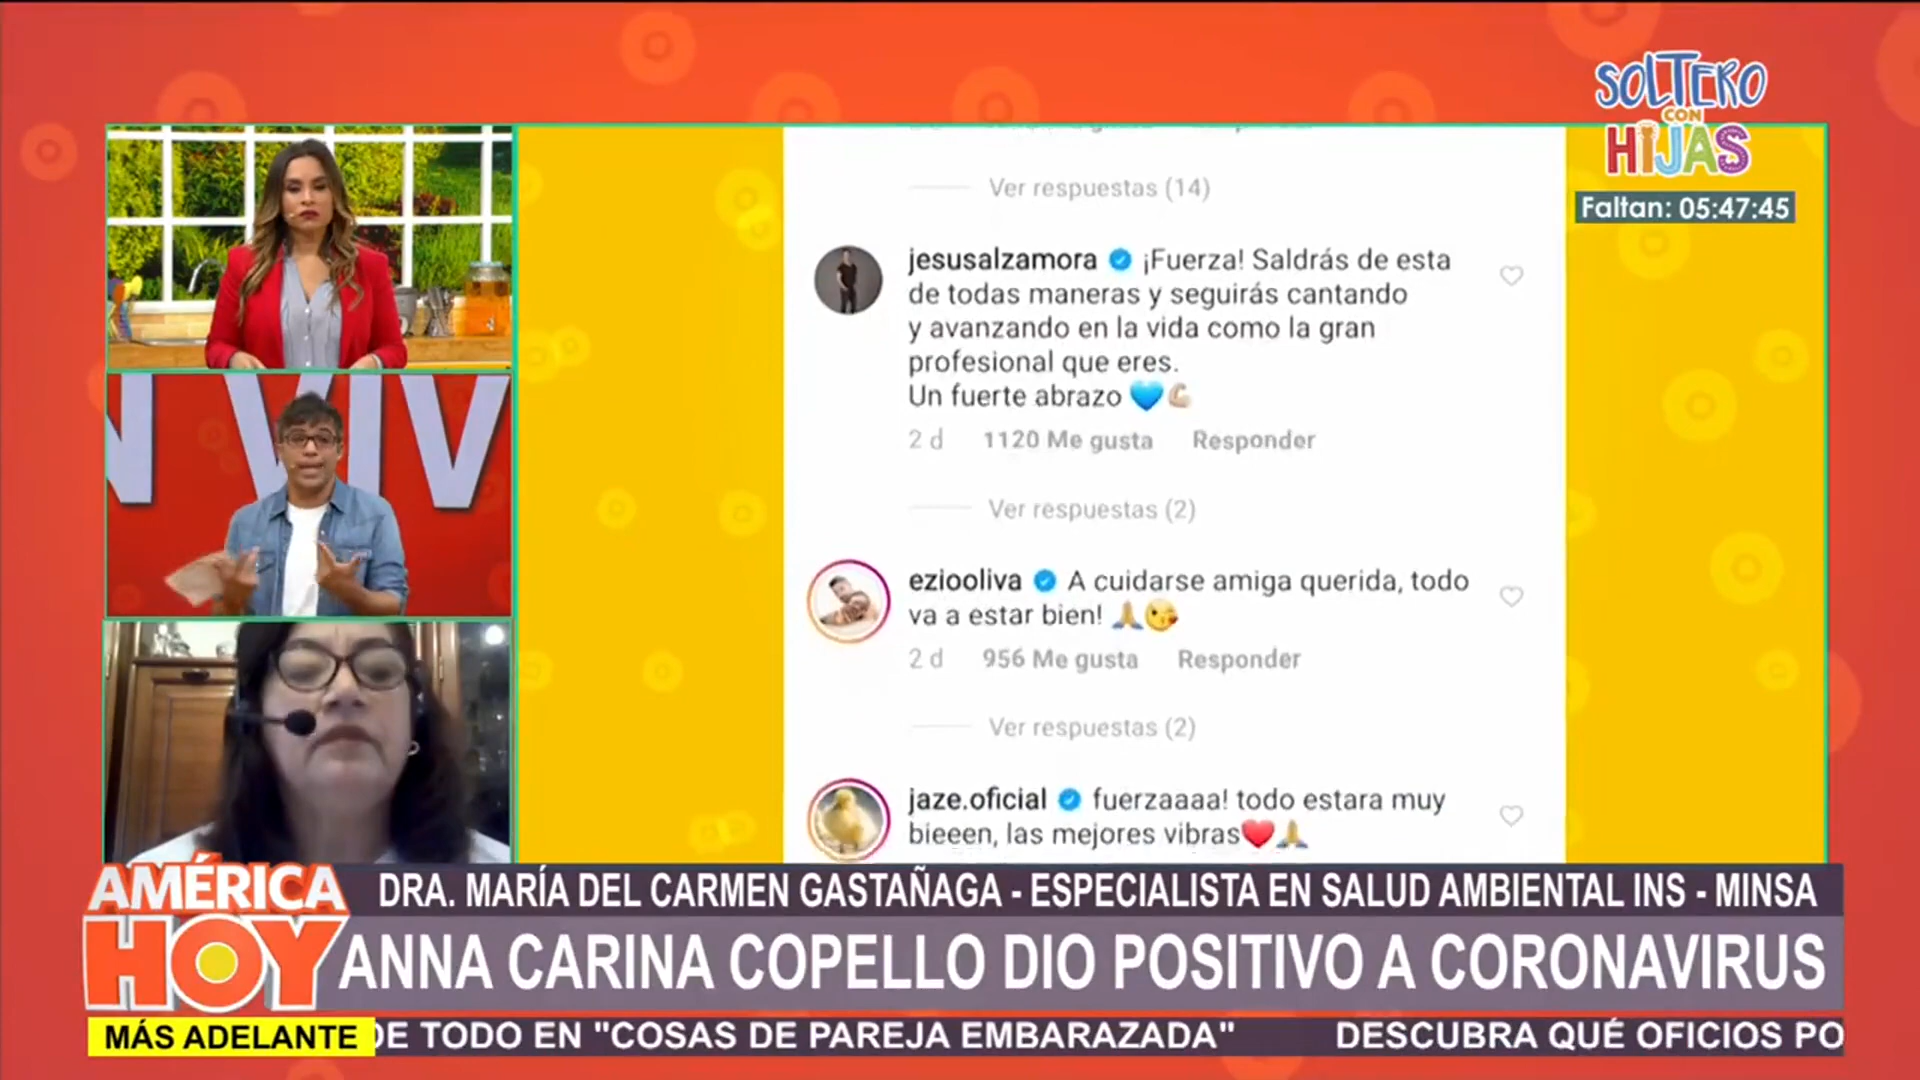 SOLTERO
CON
HIJAS
Faltan: 05:47:45
Ver respuestas (14)
jesusalzamora ¡Fuerza! Saldrás de esta
de todas maneras y seguirás cantando
y avanzando en la vida como la gran
profesional que eres.
Un fuerte abrazo 💙💪🏼
2 d 1120 Me gusta Responder
Ver respuestas (2)
eziooliva A cuidarse amiga querida, todo
va a estar bien! 🙏😘
2 d 956 Me gusta Responder
Ver respuestas (2)
jaze.oficial fuerzaaaa! todo estara muy
bieeen, las mejores vibras❤️🙏
N VIV
AMÉRICA
HOY
DRA. MARÍA DEL CARMEN GASTAÑAGA - ESPECIALISTA EN SALUD AMBIENTAL INS - MINSA
ANNA CARINA COPELLO DIO POSITIVO A CORONAVIRUS
MÁS ADELANTE DE TODO EN "COSAS DE PAREJA EMBARAZADA" DESCUBRA QUÉ OFICIOS PO